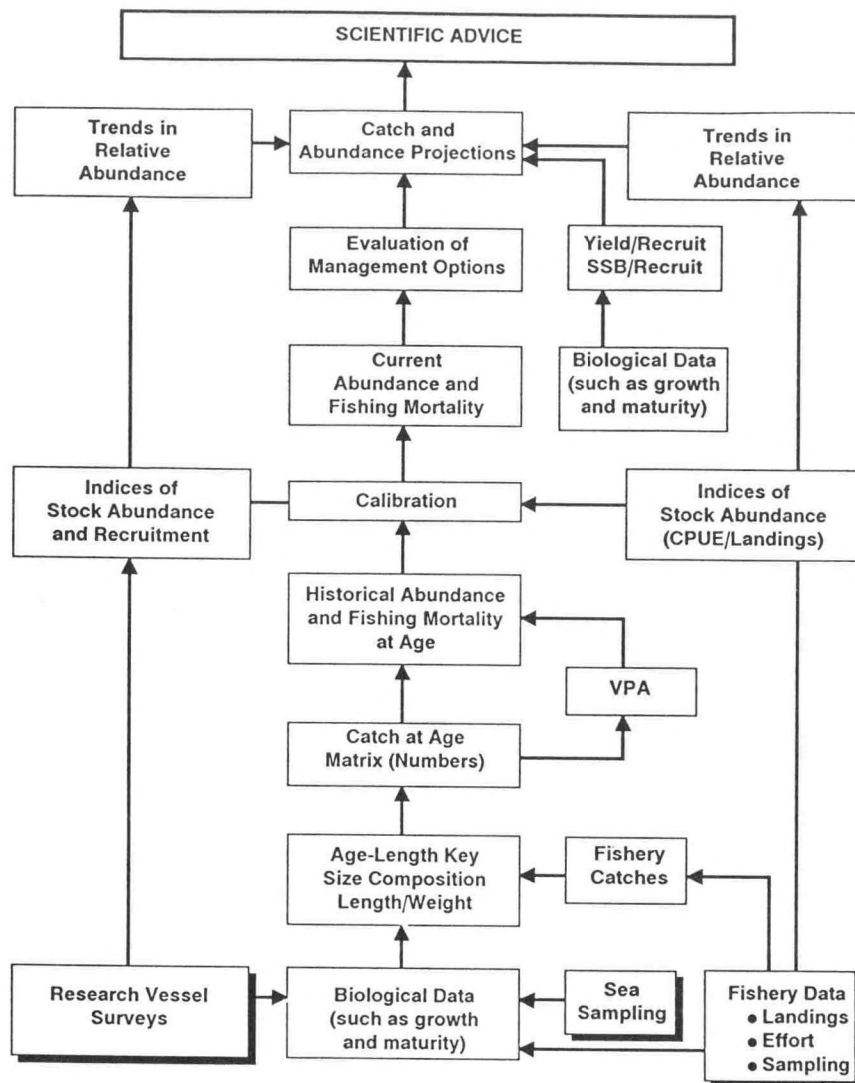 SCIENTIFIC ADVICE
Trends in
Relative
Abundance
Catch and
Abundance Projections
Trends in
Relative
Abundance
Evaluation of
Management Options
Yield/Recruit
SSB/Recruit
Current
Abundance and
Fishing Mortality
Biological Data
(such as growth
and maturity)
Indices of
Stock Abundance
and Recruitment
Calibration
Indices of
Stock Abundance
(CPUE/Landings)
Historical Abundance
and Fishing Mortality
at Age
VPA
Catch at Age
Matrix (Numbers)
Age-Length Key
Size Composition
Length/Weight
Fishery
Catches
Research Vessel
Surveys
Biological Data
(such as growth
and maturity)
Sea
Sampling
Fishery Data
• Landings
• Effort
• Sampling